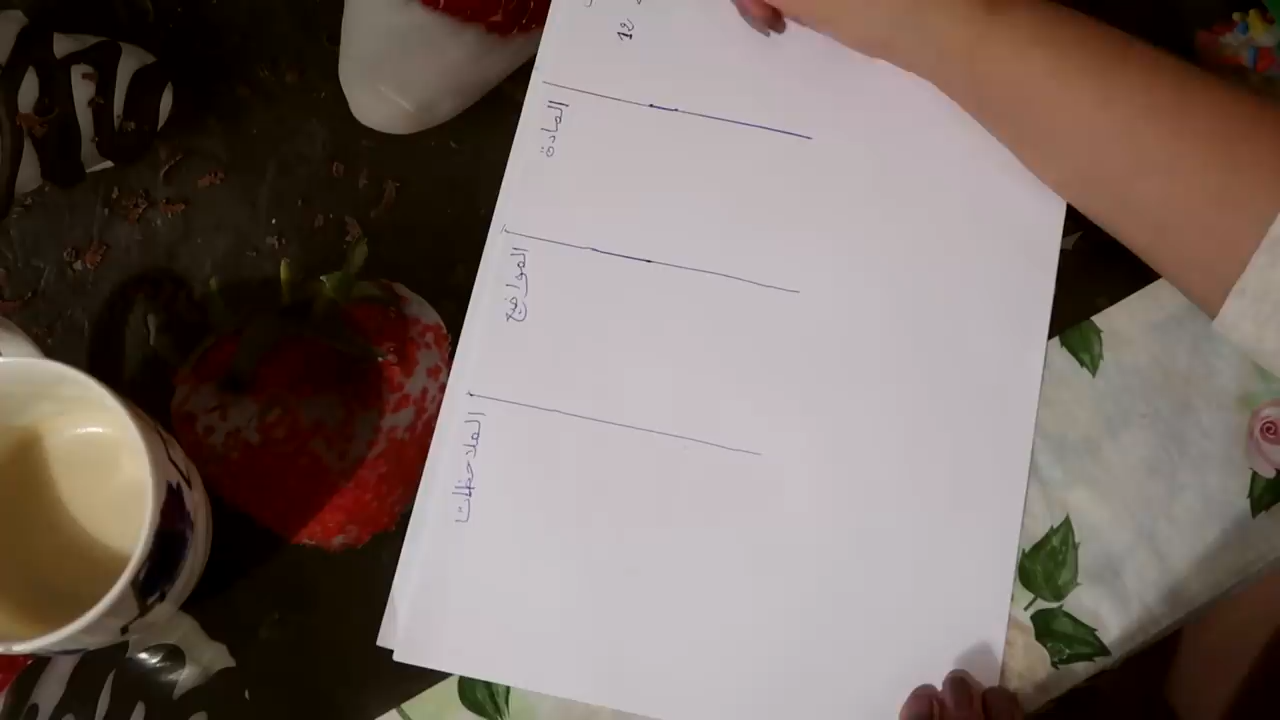 المادة
المواضيع
الملاحظات